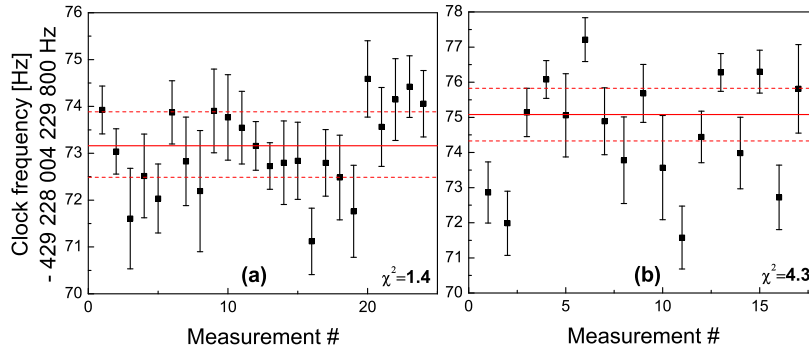 Clock frequency [Hz]
- 429 228 004 229 800 Hz
76
75
74
73
72
71
70
0
10
20
(a)
χ²=1.4
Measurement #
78
77
76
75
74
73
72
71
70
0
5
10
15
(b)
χ²=4.3
Measurement #